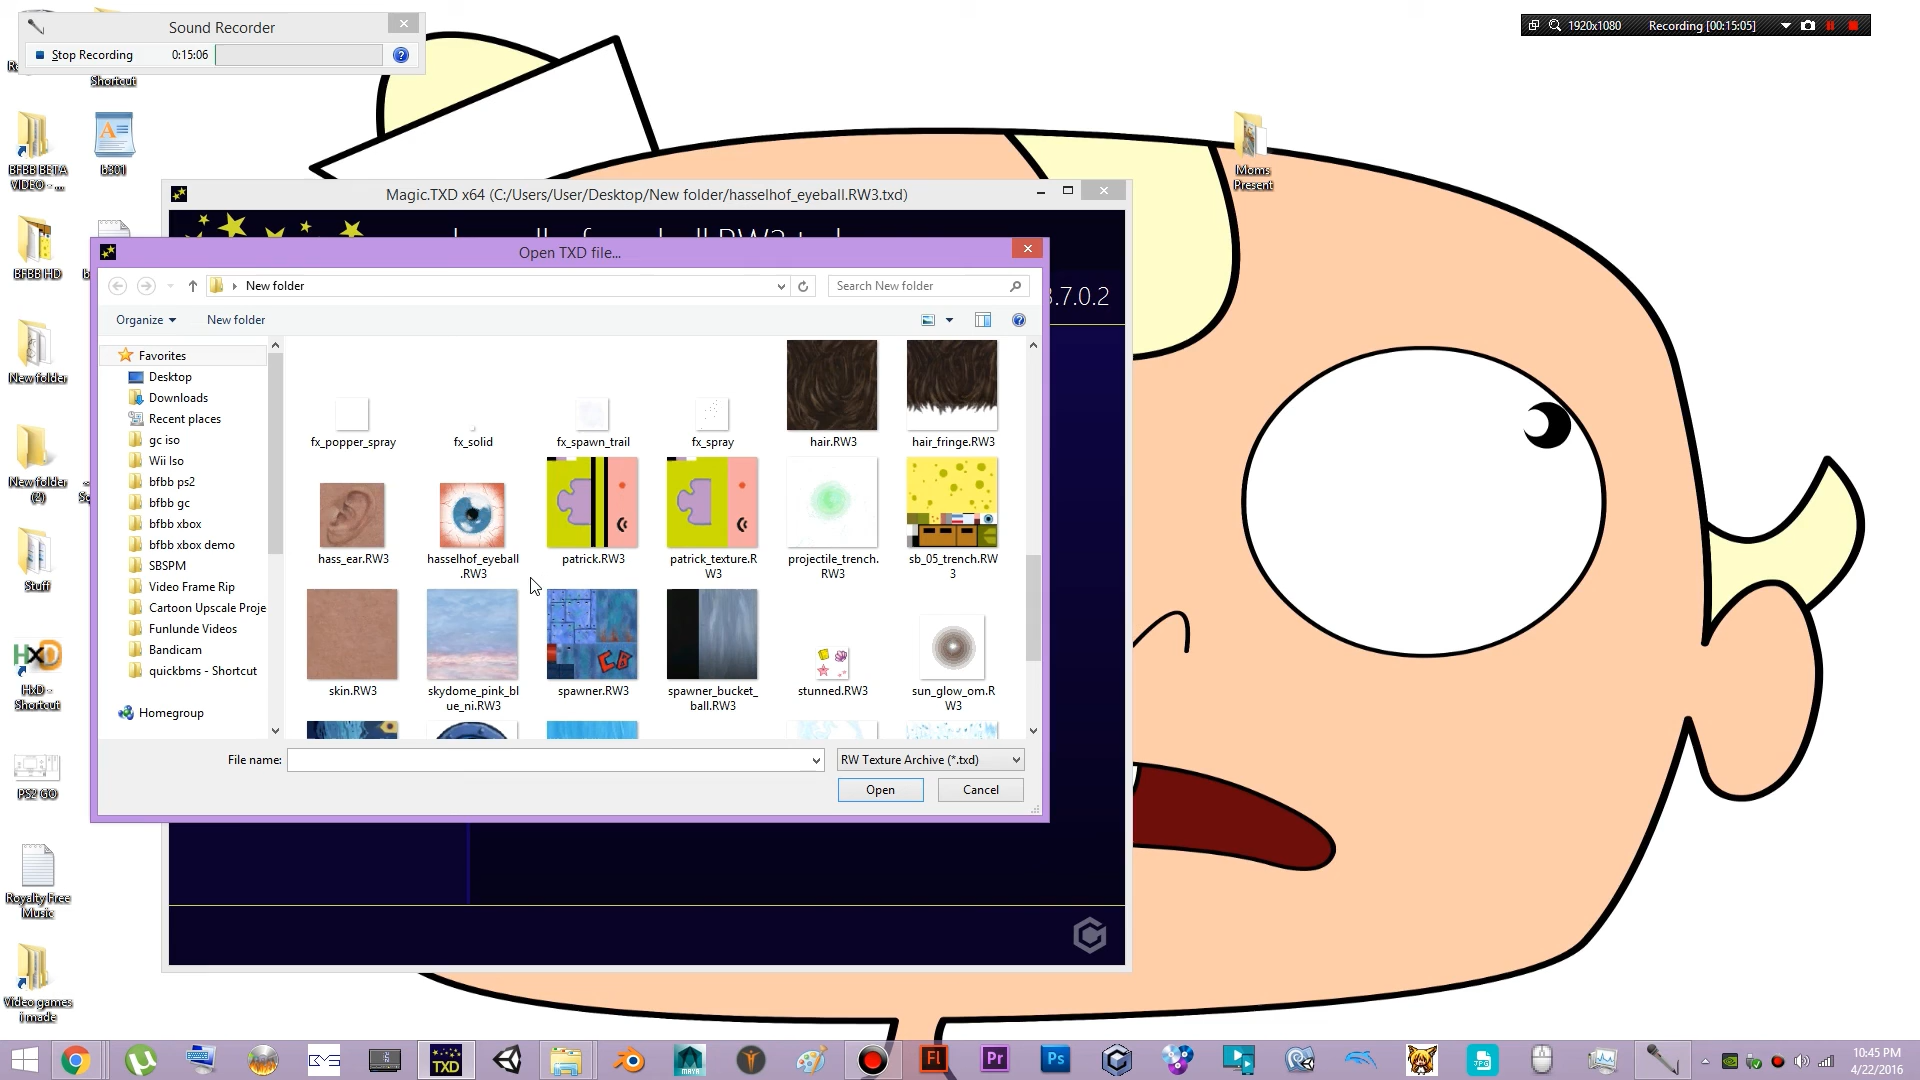 Sound Recorder
Stop Recording
0:15:06
1920x1080
Recording [00:15:05]
Shortcut
BFBB BETA
VIDEO - ...
b301
Moms
Present
BFBB HD
New folder
New folder
(2)
Stuff
HxD -
Shortcut
PS2 GO
Royalty Free
Music
Video games
i made
Magic.TXD x64 (C:/Users/User/Desktop/New folder/hasselhof_eyeball.RW3.txd)
.7.0.2
Open TXD file...
New folder
Search New folder
Organize
New folder
Favorites
Desktop
Downloads
Recent places
gc iso
Wii Iso
bfbb ps2
bfbb gc
bfbb xbox
bfbb xbox demo
SBSPM
Video Frame Rip
Cartoon Upscale Proje
Funlunde Videos
Bandicam
quickbms - Shortcut
Homegroup
fx_popper_spray
fx_solid
fx_spawn_trail
fx_spray
hair.RW3
hair_fringe.RW3
hass_ear.RW3
hasselhof_eyeball
.RW3
patrick.RW3
patrick_texture.R
W3
projectile_trench.
RW3
sb_05_trench.RW
3
skin.RW3
skydome_pink_bl
ue_ni.RW3
spawner.RW3
spawner_bucket_
ball.RW3
stunned.RW3
sun_glow_om.R
W3
File name:
RW Texture Archive (*.txd)
Open
Cancel
TXD
MAYA
Fl
Pr
Ps
JPG
10:45 PM
4/22/2016